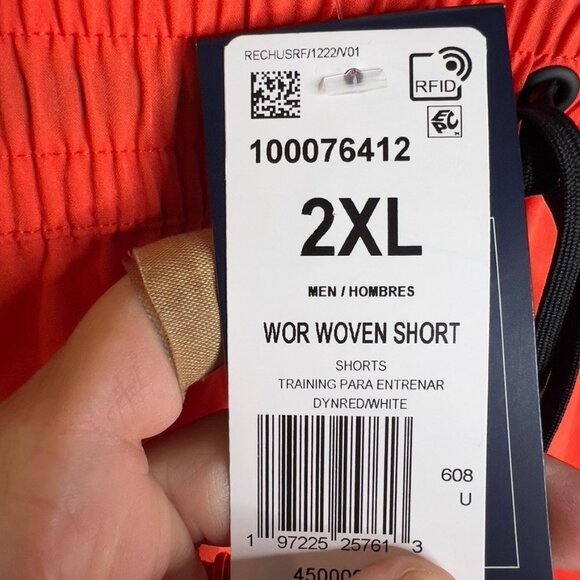 RECHUSRF/1222/V01
RFID
EPC™
100076412
2XL
MEN / HOMBRES
WOR WOVEN SHORT
SHORTS
TRAINING PARA ENTRENAR
DYNRED/WHITE
608
U
1 97225 25761 3